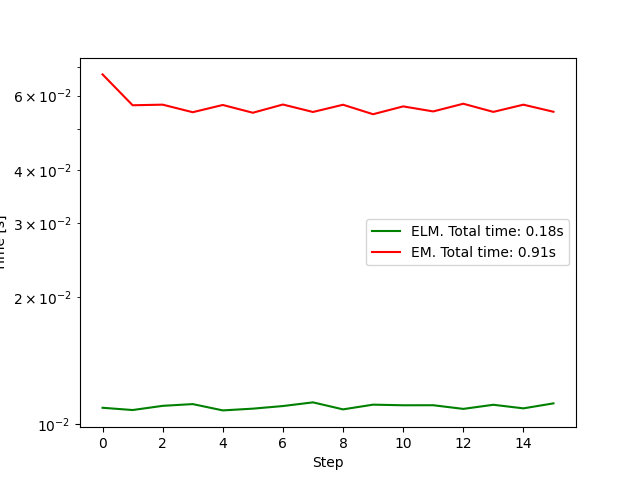 6 × 10⁻²
4 × 10⁻²
3 × 10⁻²
2 × 10⁻²
10⁻²
ELM. Total time: 0.18s
EM. Total time: 0.91s
0 2 4 6 8 10 12 14
Step